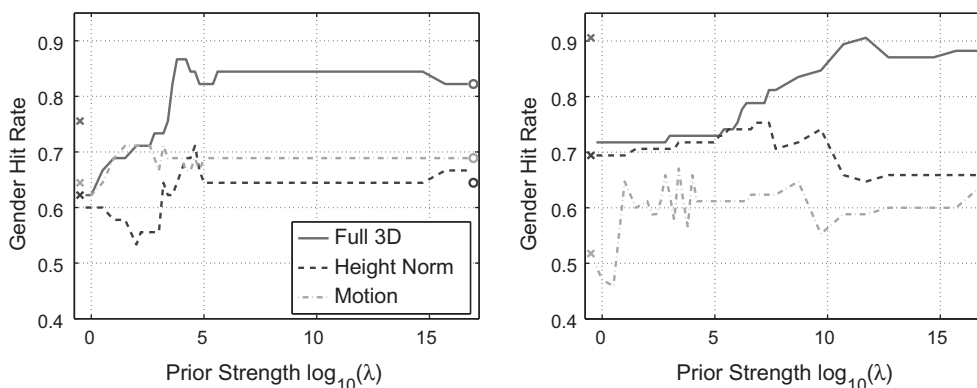 0.9
0.8
0.7
0.6
0.5
0.4
Gender Hit Rate
0 5 10 15
Prior Strength log10(λ)
Full 3D
Height Norm
Motion
0.9
0.8
0.7
0.6
0.5
0.4
Gender Hit Rate
0 5 10 15
Prior Strength log10(λ)